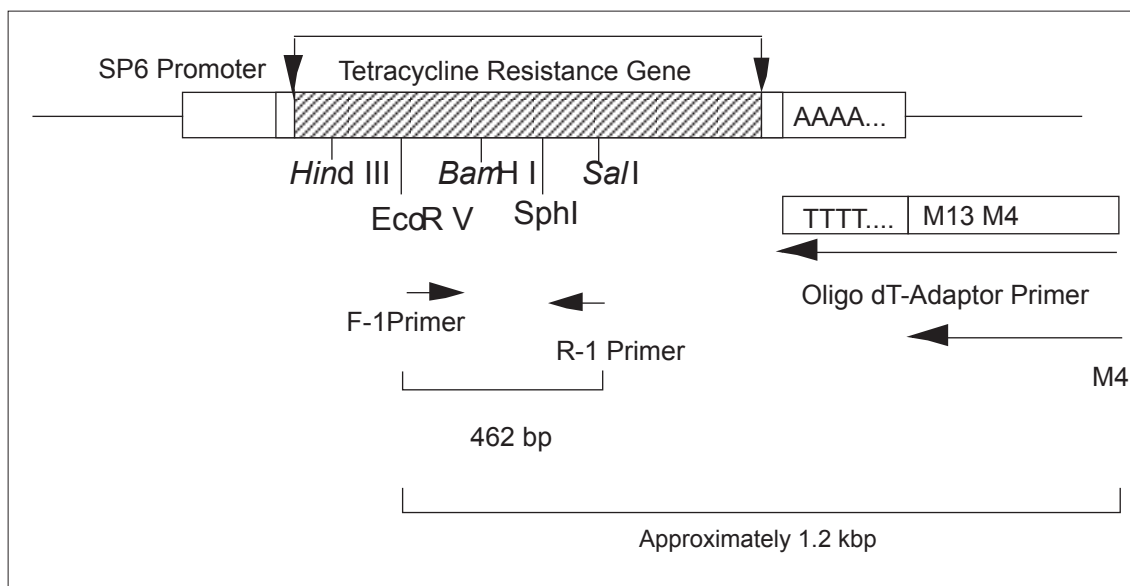 SP6 Promoter
Tetracycline Resistance Gene
AAAA...
Hind III
BamH I
Sal I
EcoR V
SphI
TTTT....
M13 M4
Oligo dT-Adaptor Primer
F-1Primer
R-1 Primer
M4
462 bp
Approximately 1.2 kbp